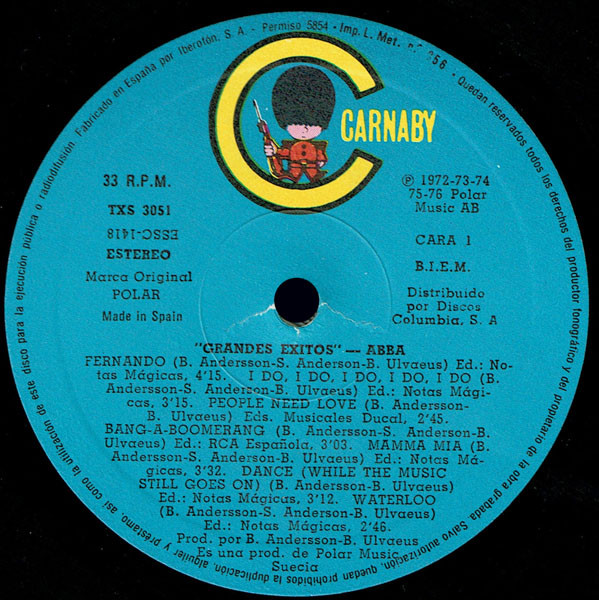 Fabricado en España por Iberofón, S. A. - Permiso 5854 - Imp. L. Met.
Quedan reservados todos los derechos del productor fonográfico y del propietario de la obra grabada. Salvo autorización, quedan prohibidos la duplicación, alquiler y préstamo, así como la utilización de este disco para la ejecución pública o radiodifusión.
CARNABY
33 R.P.M.
TXS 3051
ESSC-1418
ESTEREO
Marca Original
POLAR
Made in Spain
℗ 1972-73-74
75-76 Polar
Music AB
CARA 1
B.I.E.M.
Distribuido
por Discos
Columbia, S. A
"GRANDES EXITOS" — ABBA
FERNANDO (B. Andersson-S. Anderson-B. Ulvaeus) Ed.: No-
tas Mágicas, 4'15. I DO, I DO, I DO, I DO, I DO (B.
Andersson-S. Anderson-B. Ulvaeus) Ed.: Notas Mági-
cas, 3'15. PEOPLE NEED LOVE (B. Andersson-
B. Ulvaeus) Eds. Musicales Ducal, 2'45.
BANG-A-BOOMERANG (B. Andersson-S. Anderson-B.
Ulvaeus) Ed.: RCA Española, 3'03. MAMMA MIA (B.
Andersson-S. Anderson-B. Ulvaeus) Ed.: Notas Má-
gicas, 3'32. DANCE (WHILE THE MUSIC
STILL GOES ON) (B. Andersson-B. Ulvaeus)
Ed.: Notas Mágicas, 3'12. WATERLOO
(B. Andersson-S. Anderson-B. Ulvaeus)
Ed.: Notas Mágicas, 2'46.
Prod. por B. Andersson-B. Ulvaeus
Es una prod. de Polar Music
Suecia